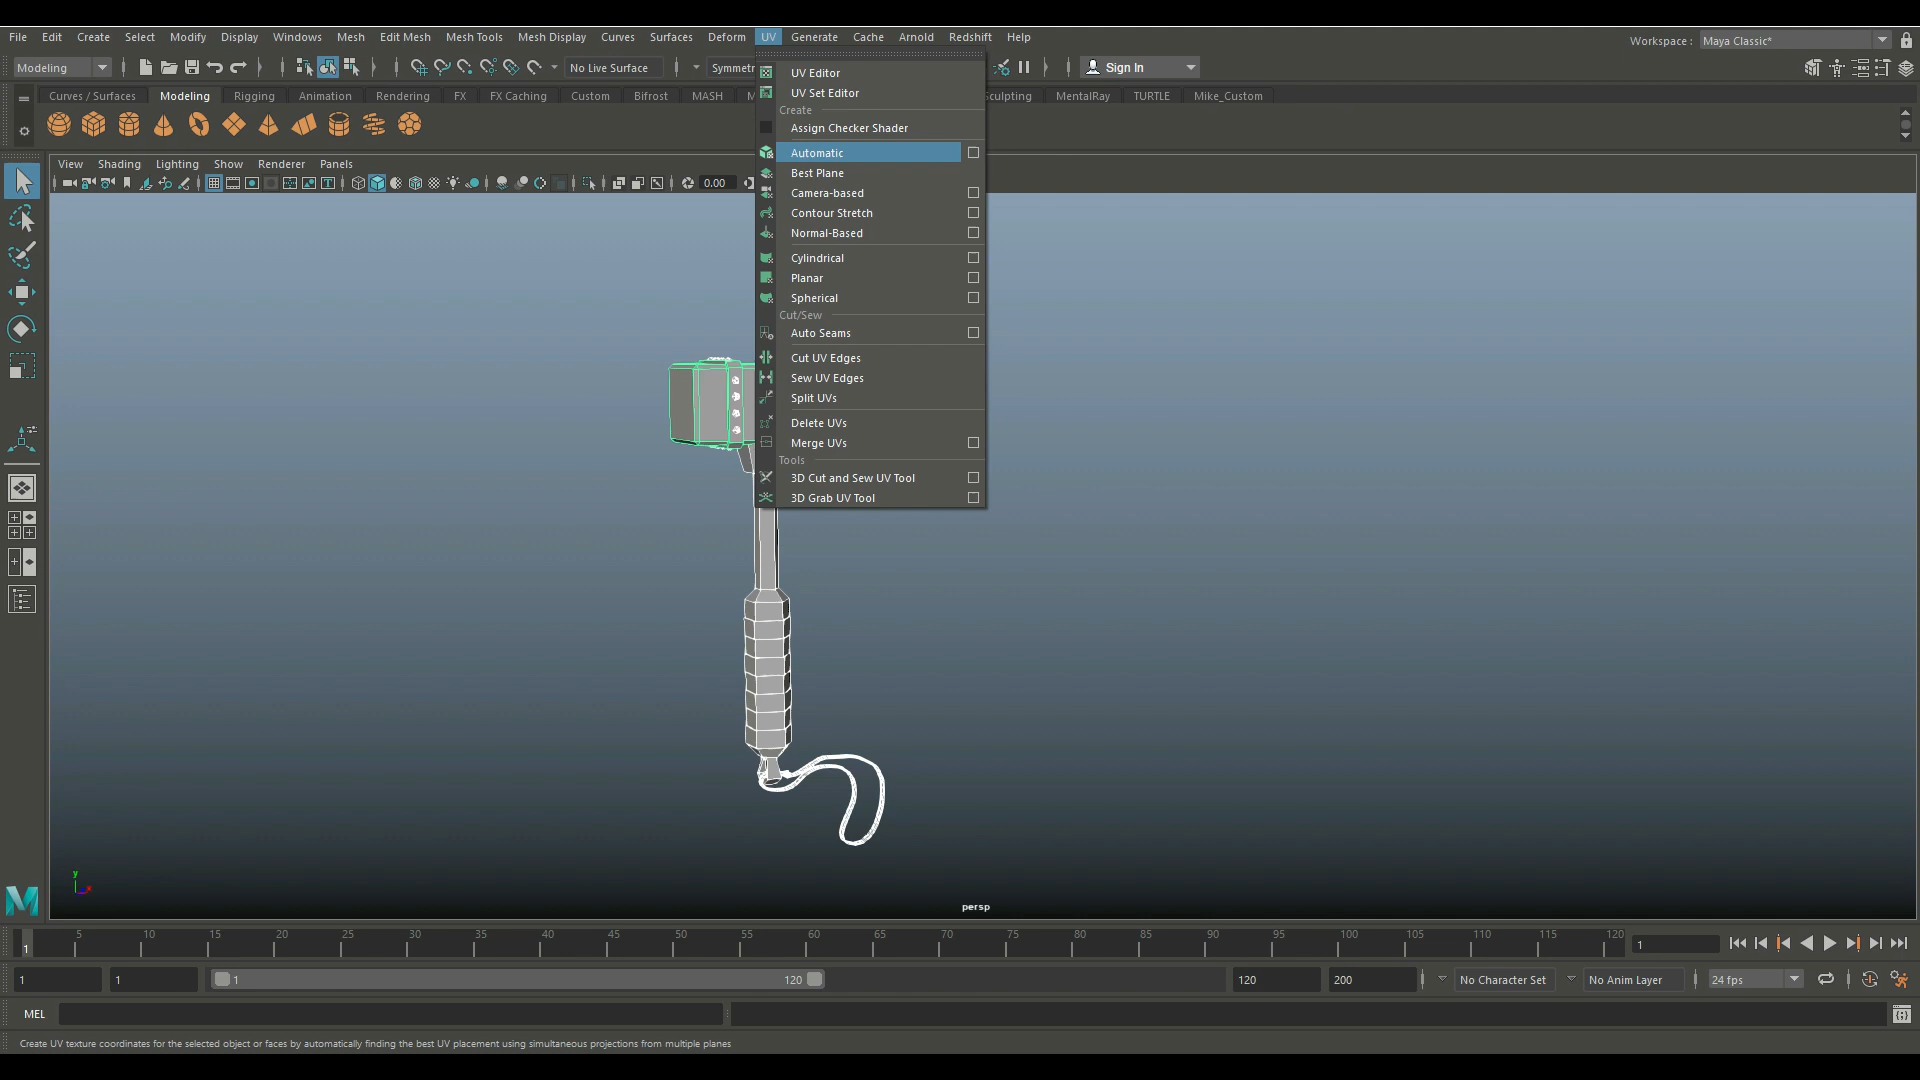 File Edit Create Select Modify Display Windows Mesh Edit Mesh Mesh Tools Mesh Display Curves Surfaces Deform UV Generate Cache Arnold Redshift Help
Workspace : Maya Classic*
Modeling No Live Surface Symmetr Sign In
Curves / Surfaces Modeling Rigging Animation Rendering FX FX Caching Custom Bifrost MASH M culpting MentalRay TURTLE Mike_Custom
View Shading Lighting Show Renderer Panels
0.00
UV Editor
UV Set Editor
Create
Assign Checker Shader
Automatic
Best Plane
Camera-based
Contour Stretch
Normal-Based
Cylindrical
Planar
Spherical
Cut/Sew
Auto Seams
Cut UV Edges
Sew UV Edges
Split UVs
Delete UVs
Merge UVs
Tools
3D Cut and Sew UV Tool
3D Grab UV Tool
y
persp
1 5 10 15 20 25 30 35 40 45 50 55 60 65 70 75 80 85 90 95 100 105 110 115 120 1
1 1 1 120 120 200 No Character Set No Anim Layer 24 fps
MEL
Create UV texture coordinates for the selected object or faces by automatically finding the best UV placement using simultaneous projections from multiple planes